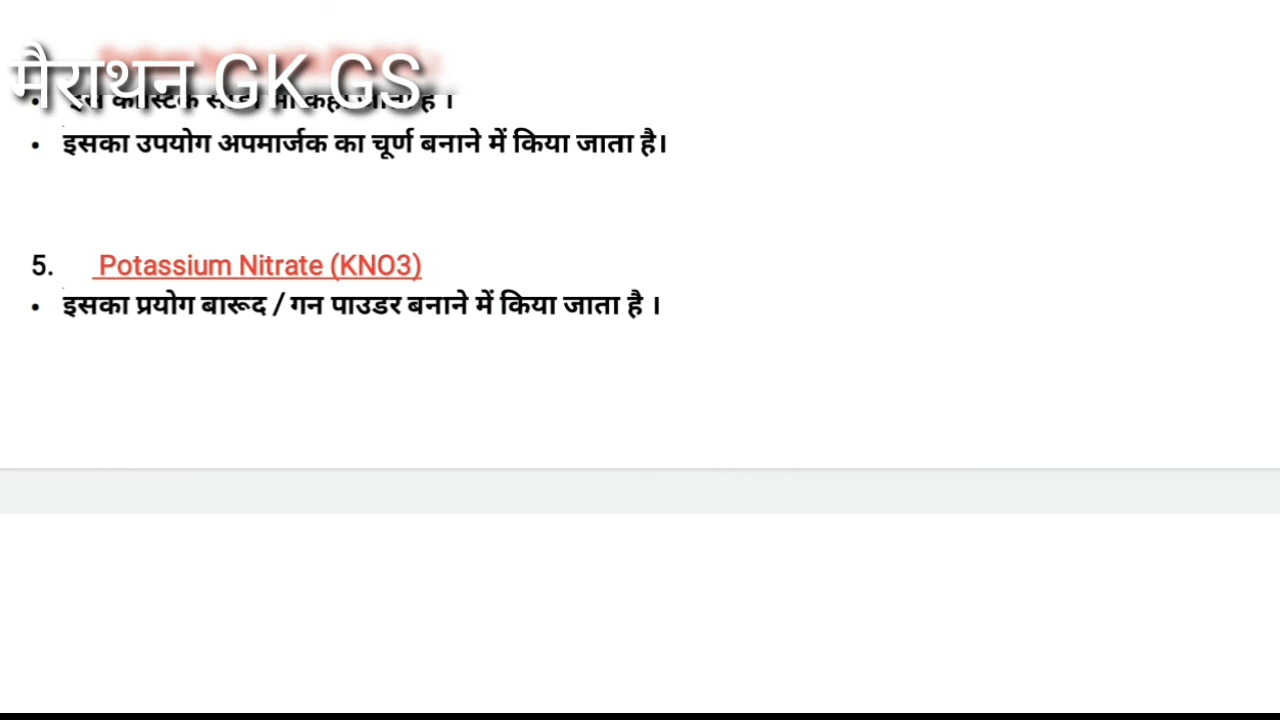 मैराथन GK GS
इसका उपयोग अपमार्जक का चूर्ण बनाने में किया जाता है।
5. Potassium Nitrate (KNO3)
• इसका प्रयोग बारूद / गन पाउडर बनाने में किया जाता है ।